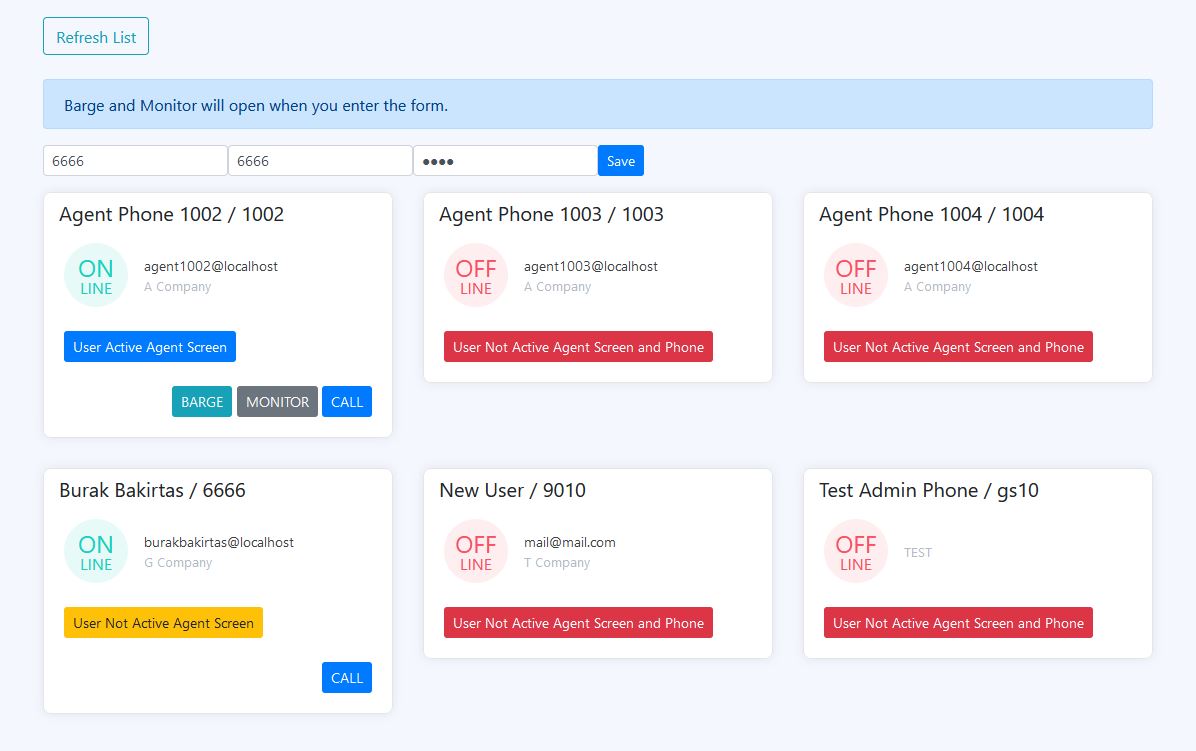 Refresh List
Barge and Monitor will open when you enter the form.
6666 6666 •••• Save
Agent Phone 1002 / 1002
ON
LINE
agent1002@localhost
A Company
User Active Agent Screen
BARGE MONITOR CALL
Agent Phone 1003 / 1003
OFF
LINE
agent1003@localhost
A Company
User Not Active Agent Screen and Phone
Agent Phone 1004 / 1004
OFF
LINE
agent1004@localhost
A Company
User Not Active Agent Screen and Phone
Burak Bakirtas / 6666
ON
LINE
burakbakirtas@localhost
G Company
User Not Active Agent Screen
CALL
New User / 9010
OFF
LINE
mail@mail.com
T Company
User Not Active Agent Screen and Phone
Test Admin Phone / gs10
OFF
LINE
TEST
User Not Active Agent Screen and Phone